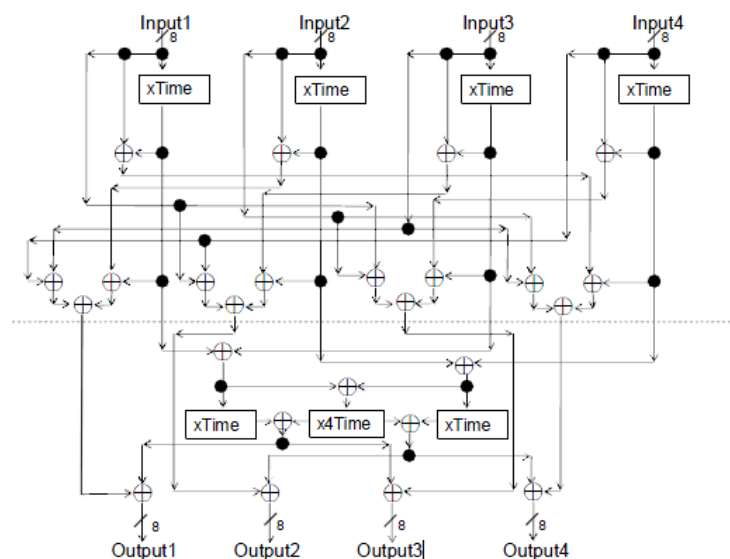 Input1 Input2 Input3 Input4
8 8 8 8
xTime xTime xTime xTime
xTime x4Time xTime
8 8 8 8
Output1 Output2 Output3 Output4